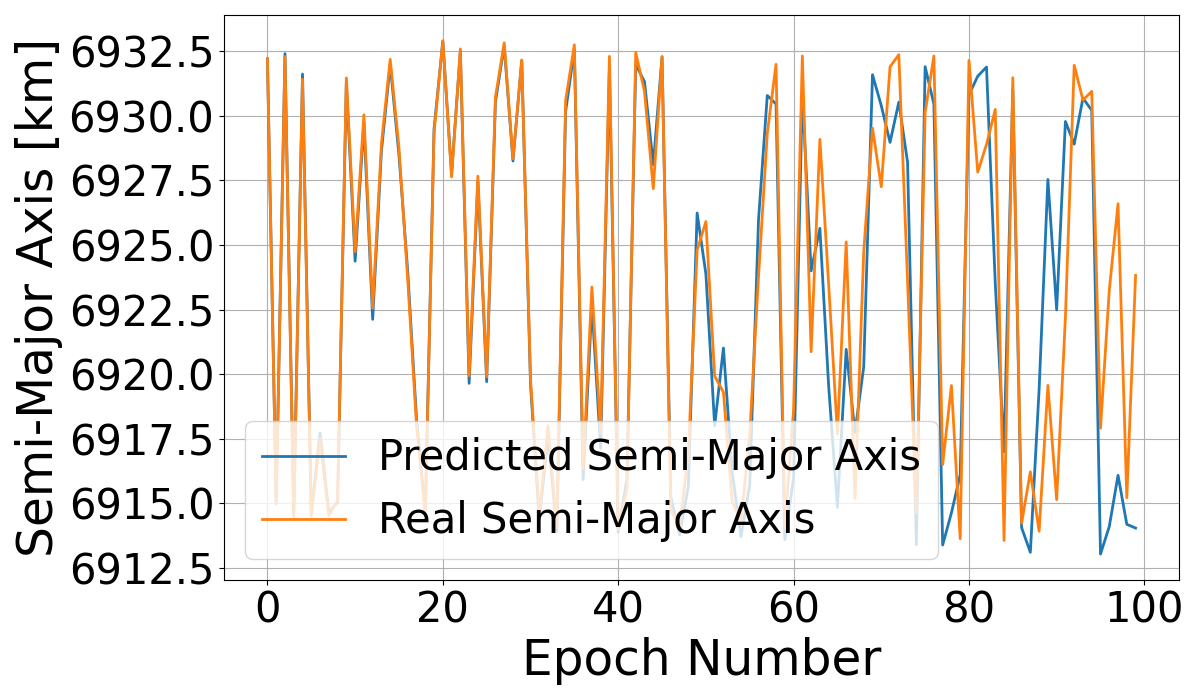 Semi-Major Axis [km]
6932.5
6930.0
6927.5
6925.0
6922.5
6920.0
6917.5
6915.0
6912.5
Predicted Semi-Major Axis
Real Semi-Major Axis
0 20 40 60 80 100
Epoch Number